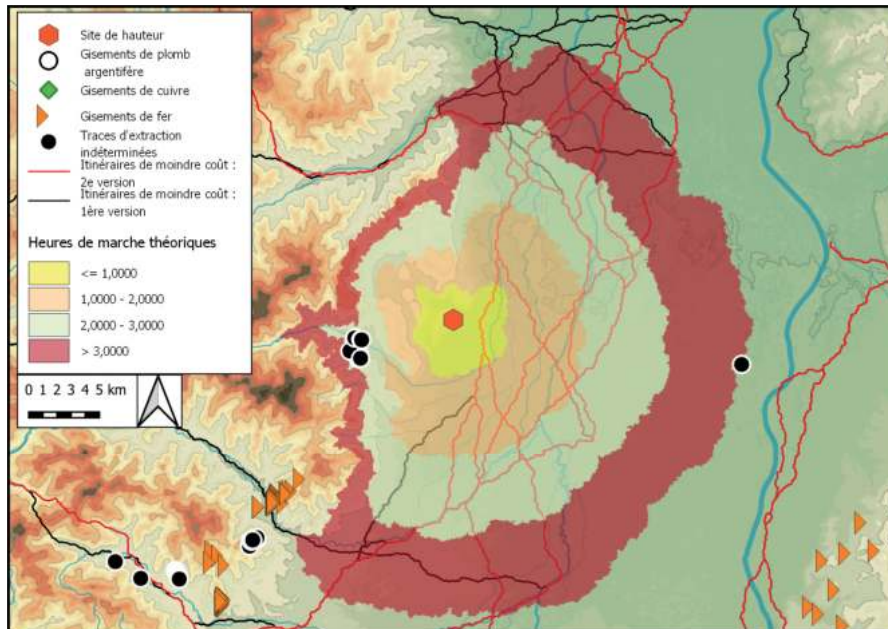 Site de hauteur
Gisements de plomb
argentifère
Gisements de cuivre
Gisements de fer
Traces d'extraction
indéterminées
Itinéraires de moindre coût :
2e version
Itinéraires de moindre coût :
1ère version
Heures de marche théoriques
<= 1,0000
1,0000 - 2,0000
2,0000 - 3,0000
> 3,0000
0 1 2 3 4 5 km